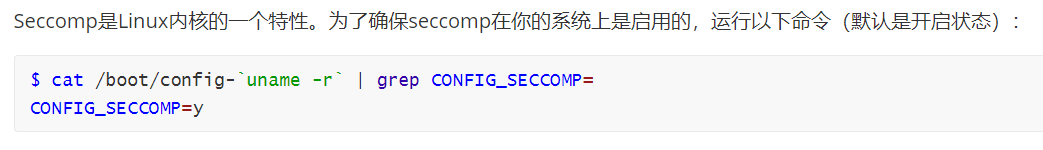 Seccomp是Linux内核的一个特性。为了确保seccomp在你的系统上是启用的，运行以下命令（默认是开启状态）：
$ cat /boot/config-`uname -r` | grep CONFIG_SECCOMP=
CONFIG_SECCOMP=y